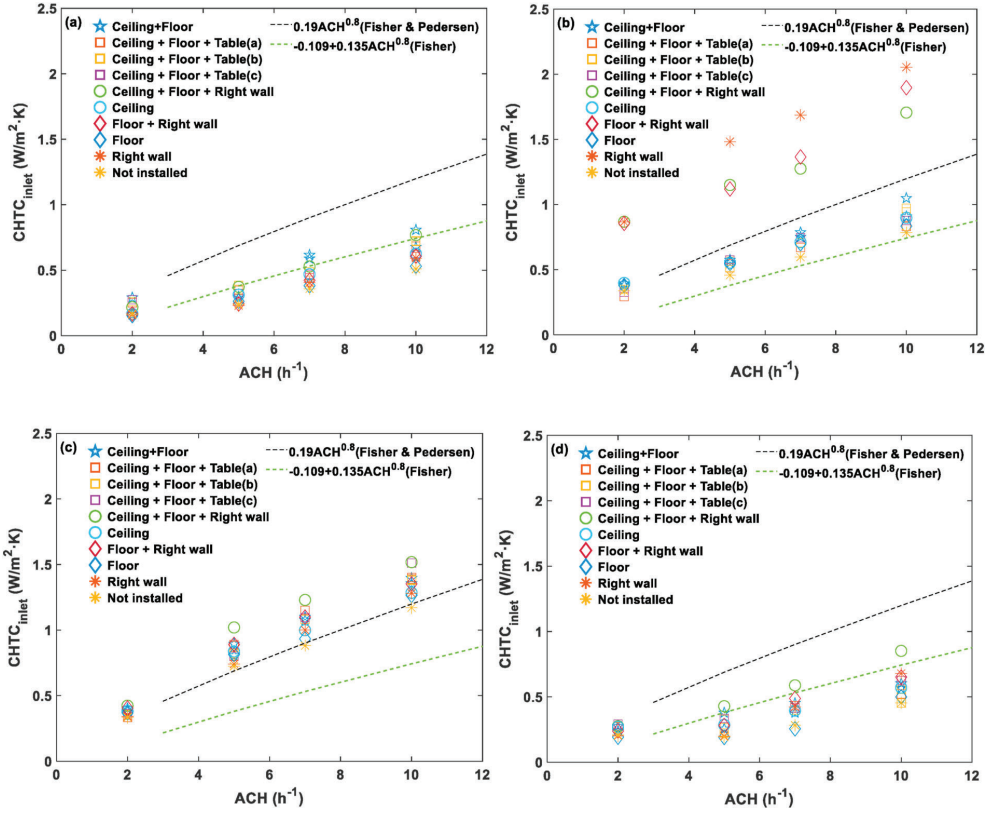 (a)
Ceiling+Floor
Ceiling + Floor + Table(a)
Ceiling + Floor + Table(b)
Ceiling + Floor + Table(c)
Ceiling + Floor + Right wall
Ceiling
Floor + Right wall
Floor
Right wall
Not installed
0.19ACH^0.8(Fisher & Pedersen)
-0.109+0.135ACH^0.8(Fisher)
2.5
2
1.5
1
0.5
0
0 2 4 6 8 10 12
CHTC_inlet (W/m²·K)
ACH (h⁻¹)
(b)
Ceiling+Floor
Ceiling + Floor + Table(a)
Ceiling + Floor + Table(b)
Ceiling + Floor + Table(c)
Ceiling + Floor + Right wall
Ceiling
Floor + Right wall
Floor
Right wall
Not installed
0.19ACH^0.8(Fisher & Pedersen)
-0.109+0.135ACH^0.8(Fisher)
2.5
2
1.5
1
0.5
0
0 2 4 6 8 10 12
CHTC_inlet (W/m²·K)
ACH (h⁻¹)
(c)
Ceiling+Floor
Ceiling + Floor + Table(a)
Ceiling + Floor + Table(b)
Ceiling + Floor + Table(c)
Ceiling + Floor + Right wall
Ceiling
Floor + Right wall
Floor
Right wall
Not installed
0.19ACH^0.8(Fisher & Pedersen)
-0.109+0.135ACH^0.8(Fisher)
2.5
2
1.5
1
0.5
0
0 2 4 6 8 10 12
CHTC_inlet (W/m²·K)
ACH (h⁻¹)
(d)
Ceiling+Floor
Ceiling + Floor + Table(a)
Ceiling + Floor + Table(b)
Ceiling + Floor + Table(c)
Ceiling + Floor + Right wall
Ceiling
Floor + Right wall
Floor
Right wall
Not installed
0.19ACH^0.8(Fisher & Pedersen)
-0.109+0.135ACH^0.8(Fisher)
2.5
2
1.5
1
0.5
0
0 2 4 6 8 10 12
CHTC_inlet (W/m²·K)
ACH (h⁻¹)